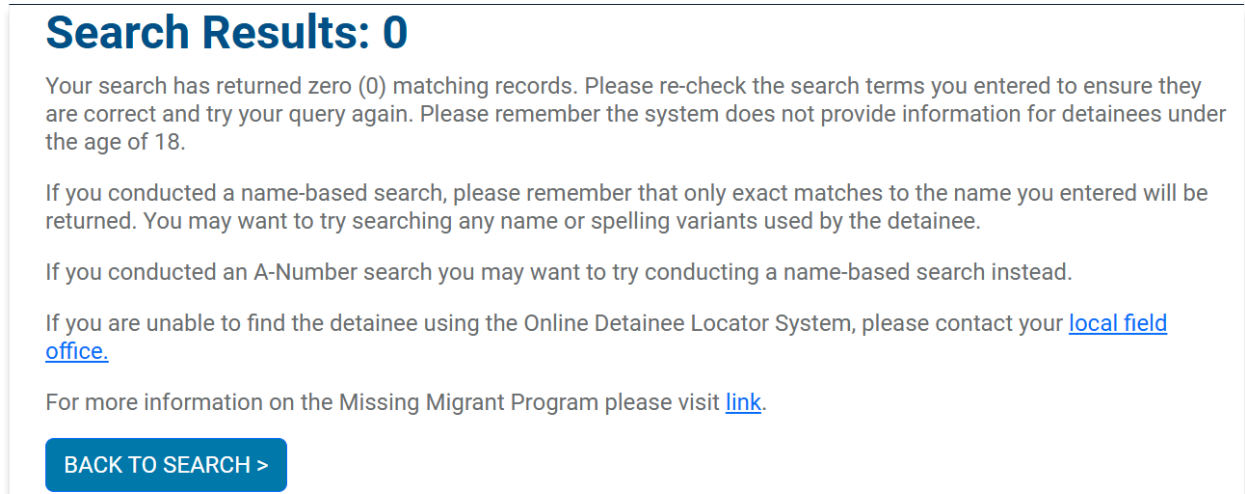 Search Results: 0
Your search has returned zero (0) matching records. Please re-check the search terms you entered to ensure they
are correct and try your query again. Please remember the system does not provide information for detainees under
the age of 18.
If you conducted a name-based search, please remember that only exact matches to the name you entered will be
returned. You may want to try searching any name or spelling variants used by the detainee.
If you conducted an A-Number search you may want to try conducting a name-based search instead.
If you are unable to find the detainee using the Online Detainee Locator System, please contact your local field
office.
For more information on the Missing Migrant Program please visit link.
BACK TO SEARCH >